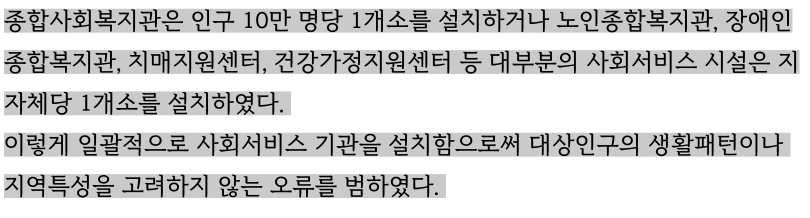 종합사회복지관은 인구 10만 명당 1개소를 설치하거나 노인종합복지관, 장애인
종합복지관, 치매지원센터, 건강가정지원센터 등 대부분의 사회서비스 시설은 지
자체당 1개소를 설치하였다.
이렇게 일괄적으로 사회서비스 기관을 설치함으로써 대상인구의 생활패턴이나
지역특성을 고려하지 않는 오류를 범하였다.